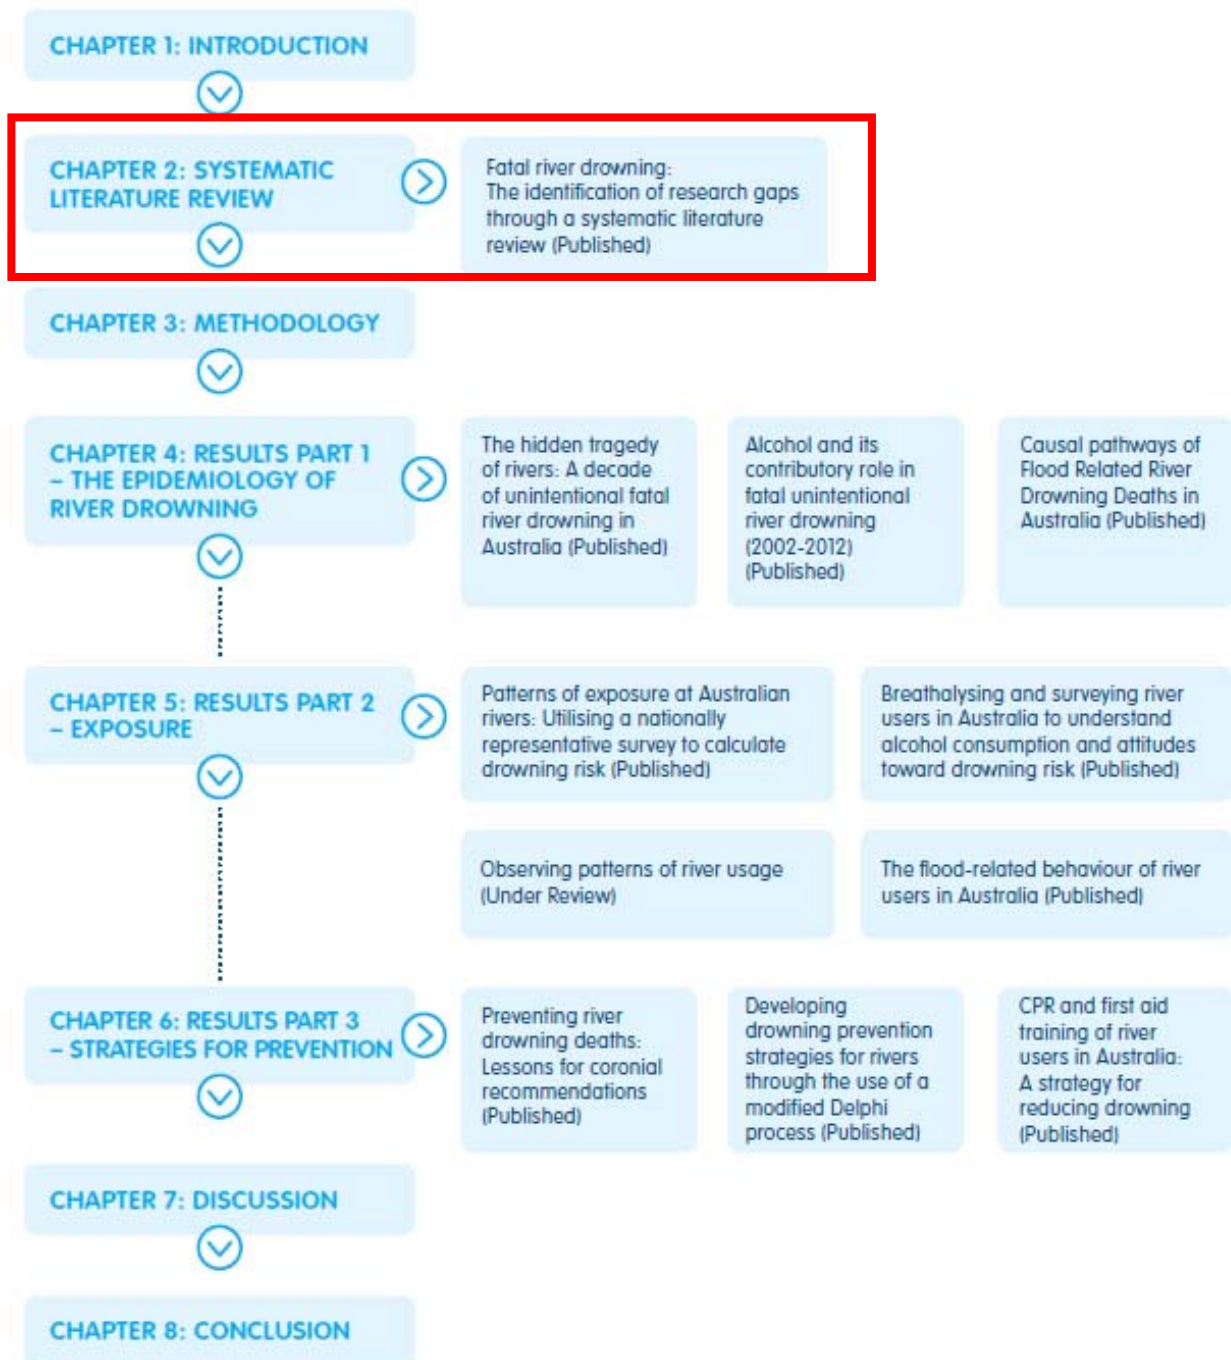 CHAPTER 1: INTRODUCTION
CHAPTER 2: SYSTEMATIC
LITERATURE REVIEW
Fatal river drowning:
The identification of research gaps
through a systematic literature
review (Published)
CHAPTER 3: METHODOLOGY
CHAPTER 4: RESULTS PART 1
– THE EPIDEMIOLOGY OF
RIVER DROWNING
The hidden tragedy
of rivers: A decade
of unintentional fatal
river drowning in
Australia (Published)
Alcohol and its
contributory role in
fatal unintentional
river drowning
(2002-2012)
(Published)
Causal pathways of
Flood Related River
Drowning Deaths in
Australia (Published)
CHAPTER 5: RESULTS PART 2
– EXPOSURE
Patterns of exposure at Australian
rivers: Utilising a nationally
representative survey to calculate
drowning risk (Published)
Breathalysing and surveying river
users in Australia to understand
alcohol consumption and attitudes
toward drowning risk (Published)
Observing patterns of river usage
(Under Review)
The flood-related behaviour of river
users in Australia (Published)
CHAPTER 6: RESULTS PART 3
– STRATEGIES FOR PREVENTION
Preventing river
drowning deaths:
Lessons for coronial
recommendations
(Published)
Developing
drowning prevention
strategies for rivers
through the use of a
modified Delphi
process (Published)
CPR and first aid
training of river
users in Australia:
A strategy for
reducing drowning
(Published)
CHAPTER 7: DISCUSSION
CHAPTER 8: CONCLUSION